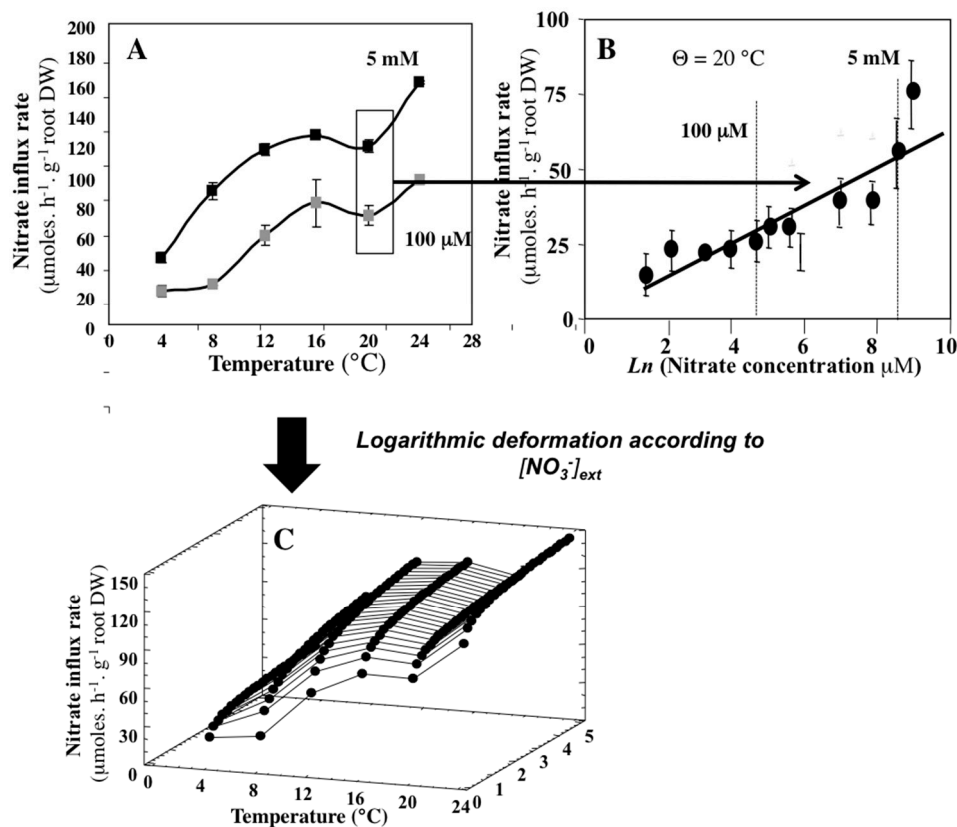 A
5 mM
100 µM
Nitrate influx rate
(µmoles. h⁻¹. g⁻¹ root DW)
200
180
160
140
120
100
80
60
40
20
0
0 4 8 12 16 20 24 28
Temperature (°C)
B
Θ = 20 °C
5 mM
100 µM
Nitrate influx rate
(µmoles. h⁻¹. g⁻¹ root DW)
100
75
50
25
0
0 2 4 6 8 10
Ln (Nitrate concentration µM)
Logarithmic deformation according to
[NO₃⁻]ext
C
Nitrate influx rate
(µmoles. h⁻¹. g⁻¹ root DW)
150
120
90
60
30
0
0 4 8 12 16 20 24
Temperature (°C)
0 1 2 3 4 5